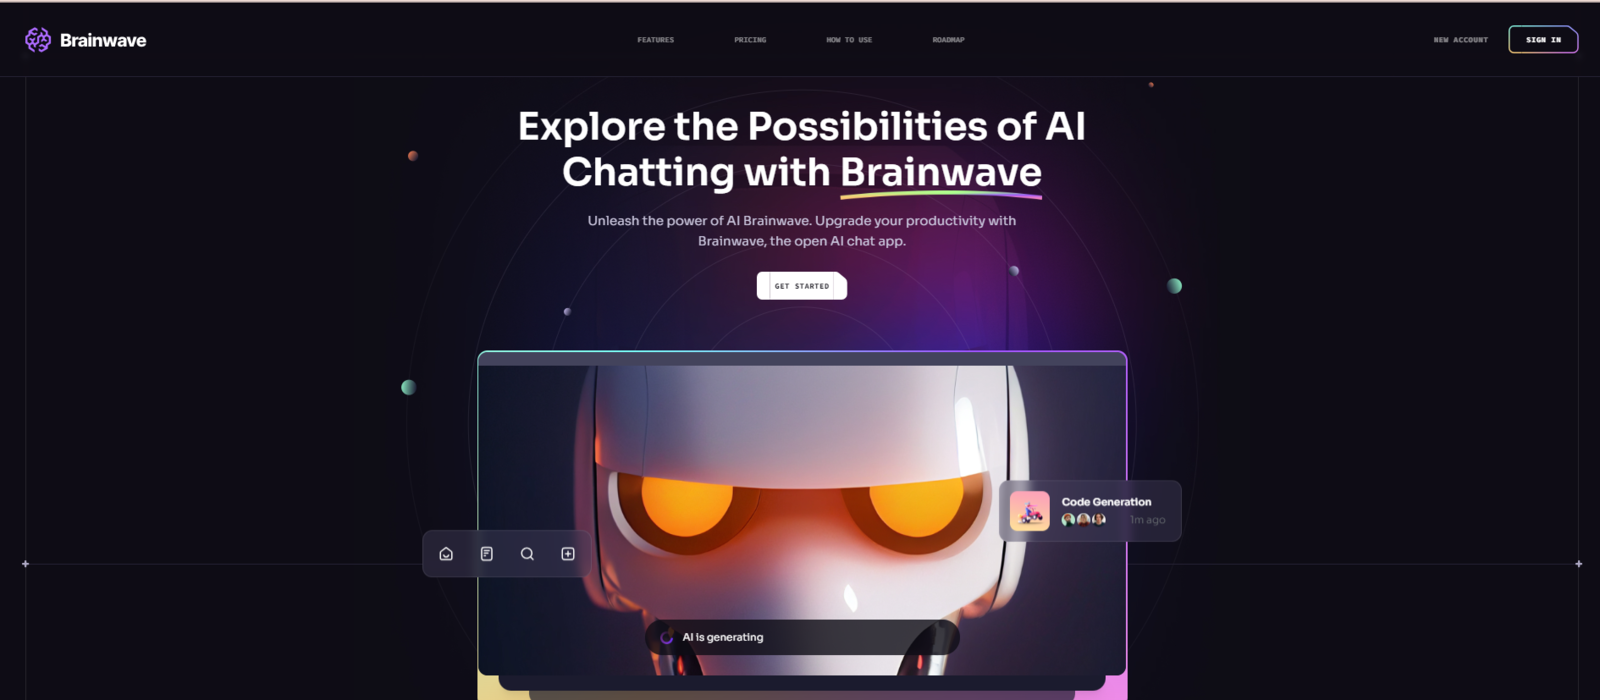 Brainwave
FEATURES
PRICING
HOW TO USE
ROADMAP
NEW ACCOUNT
SIGN IN
Explore the Possibilities of AI
Chatting with Brainwave
Unleash the power of AI Brainwave. Upgrade your productivity with
Brainwave, the open AI chat app.
GET STARTED
Code Generation
1m ago
AI is generating